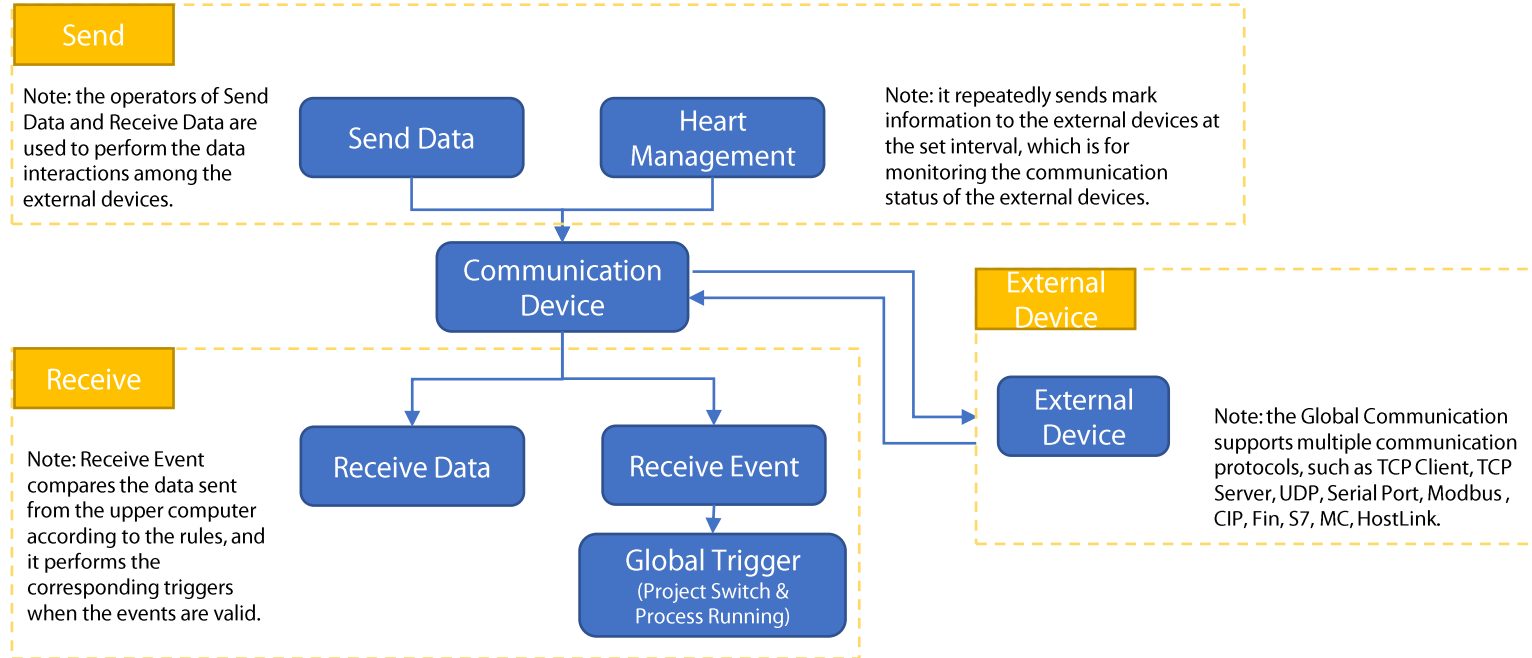 Send
Note: the operators of Send
Data and Receive Data are
used to perform the data
interactions among the
external devices.
Send Data
Heart
Management
Note: it repeatedly sends mark
information to the external devices at
the set interval, which is for
monitoring the communication
status of the external devices.
Communication
Device
External
Device
External
Device
Note: the Global Communication
supports multiple communication
protocols, such as TCP Client, TCP
Server, UDP, Serial Port, Modbus ,
CIP, Fin, S7, MC, HostLink.
Receive
Note: Receive Event
compares the data sent
from the upper computer
according to the rules, and
it performs the
corresponding triggers
when the events are valid.
Receive Data
Receive Event
Global Trigger
(Project Switch &
Process Running)